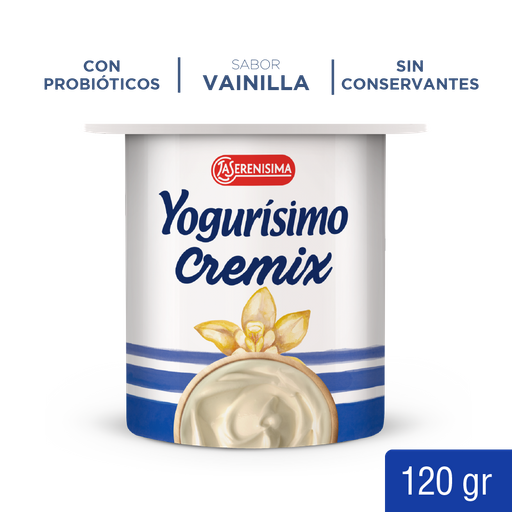 CON
PROBIÓTICOS
SABOR
VAINILLA
SIN
CONSERVANTES
LA SERENISIMA
Yogurísimo
Cremix
120 gr